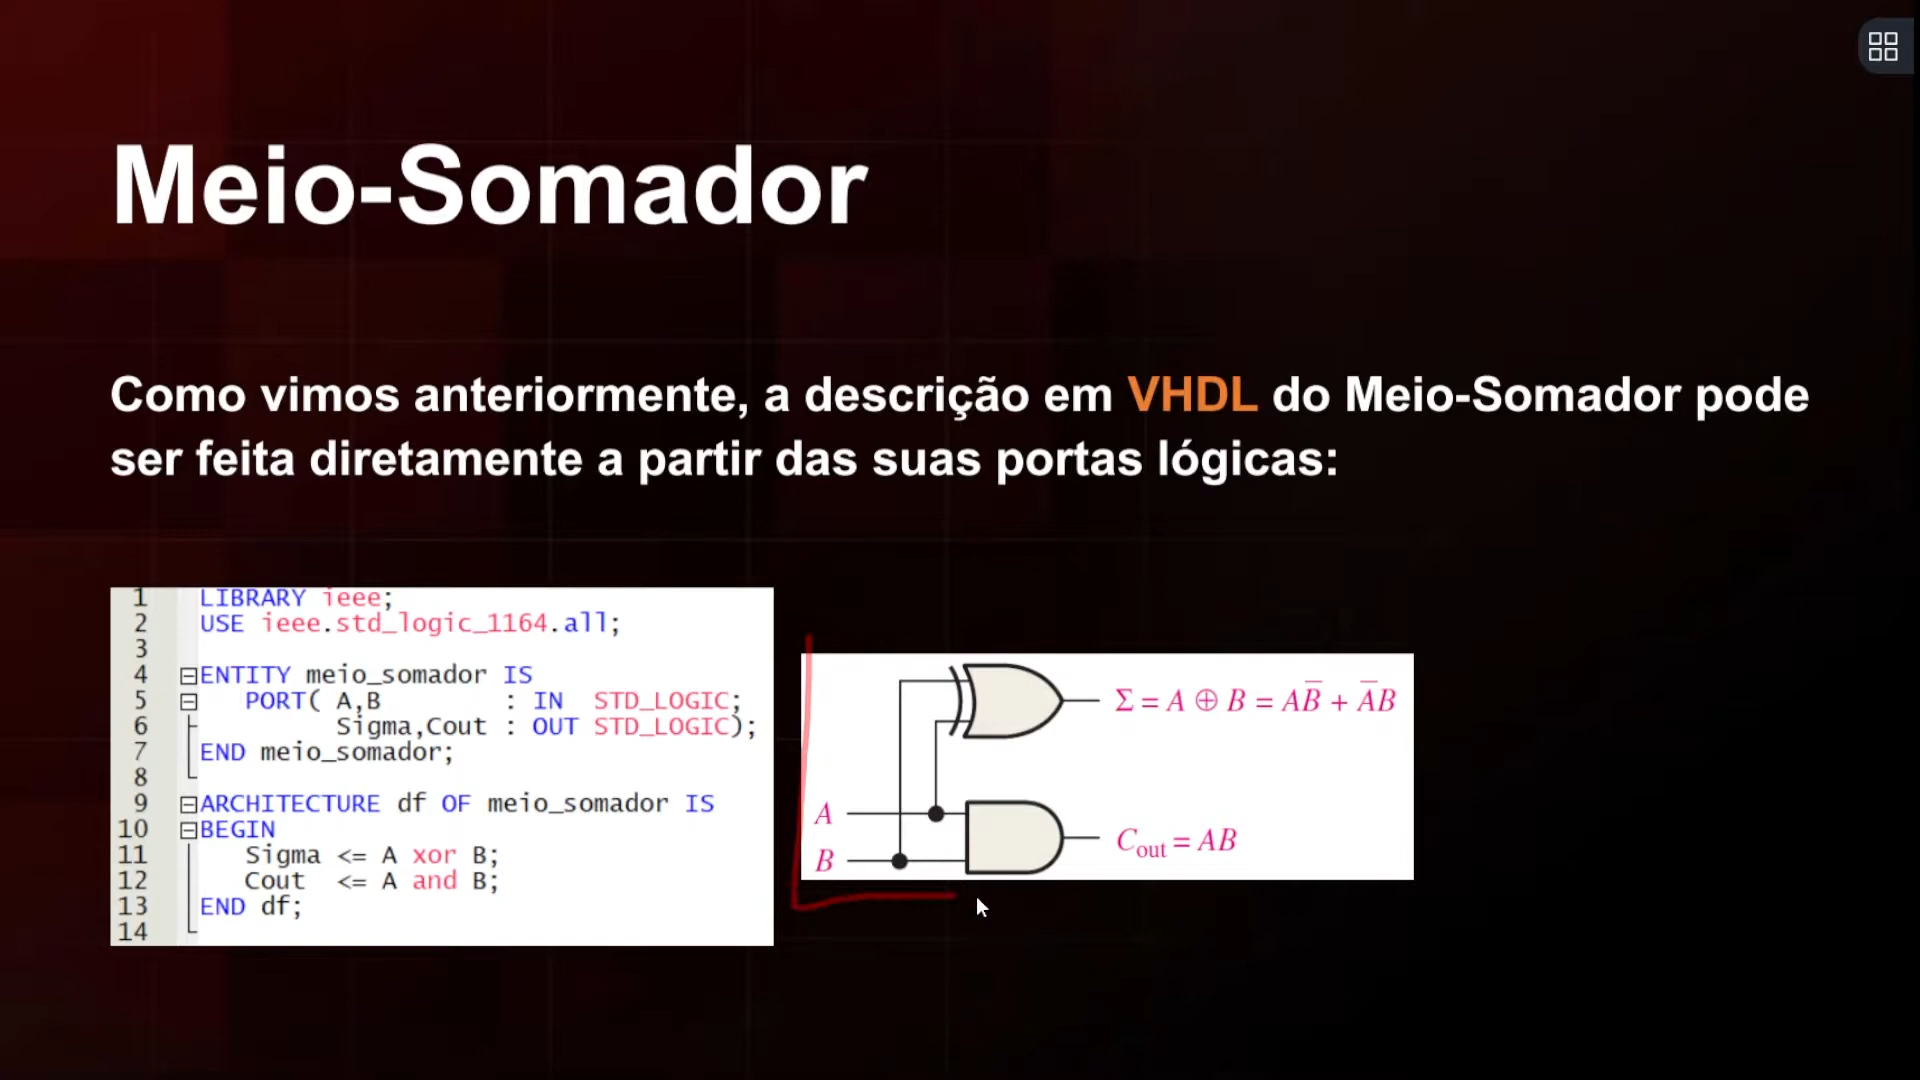 Meio-Somador
Como vimos anteriormente, a descrição em VHDL do Meio-Somador pode
ser feita diretamente a partir das suas portas lógicas:
1 LIBRARY ieee;
2 USE ieee.std_logic_1164.all;
3
4 ENTITY meio_somador IS
5 PORT( A,B : IN STD_LOGIC;
6 Sigma,Cout : OUT STD_LOGIC);
7 END meio_somador;
8
9 ARCHITECTURE df OF meio_somador IS
10 BEGIN
11 Sigma <= A xor B;
12 Cout <= A and B;
13 END df;
14
Σ = A ⊕ B = AB̅ + A̅B
A
B
Cout = AB